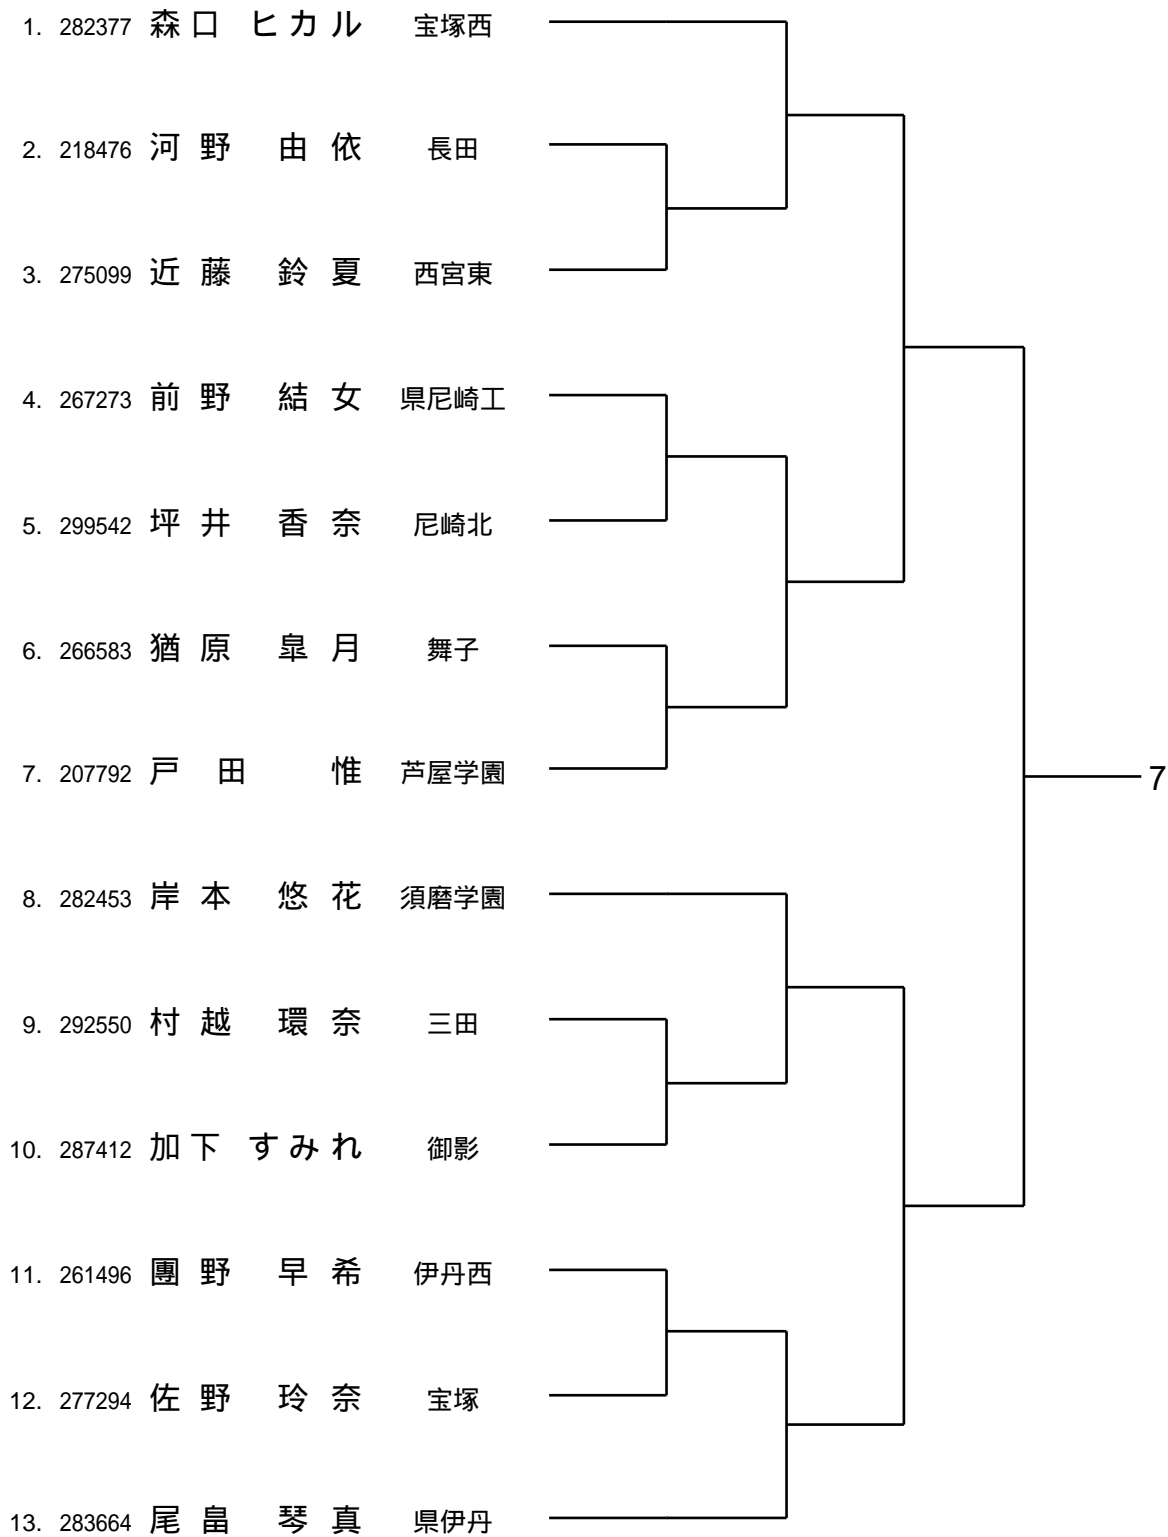 1. 282377 森口 ヒカル 宝塚西
2. 218476 河野 由依 長田
3. 275099 近藤 鈴夏 西宮東
4. 267273 前野 結女 県尼崎工
5. 299542 坪井 香奈 尼崎北
6. 266583 猶原 皐月 舞子
7. 207792 戸田 惟 芦屋学園
7
8. 282453 岸本 悠花 須磨学園
9. 292550 村越 環奈 三田
10. 287412 加下 すみれ 御影
11. 261496 團野 早希 伊丹西
12. 277294 佐野 玲奈 宝塚
13. 283664 尾畠 琴真 県伊丹